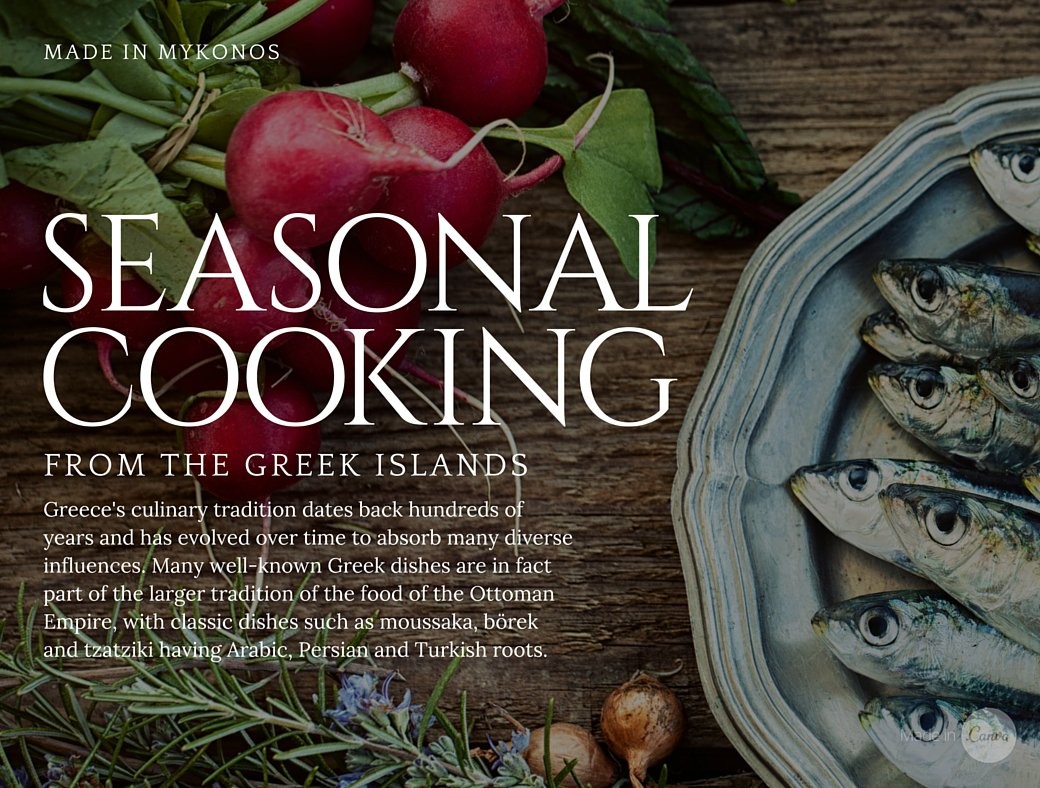 MADE IN MYKONOS
SEASONAL
COOKING
FROM THE GREEK ISLANDS
Greece's culinary tradition dates back hundreds of
years and has evolved over time to absorb many diverse
influences. Many well-known Greek dishes are in fact
part of the larger tradition of the food of the Ottoman
Empire, with classic dishes such as moussaka, börek
and tzatziki having Arabic, Persian and Turkish roots.
Made in Canva